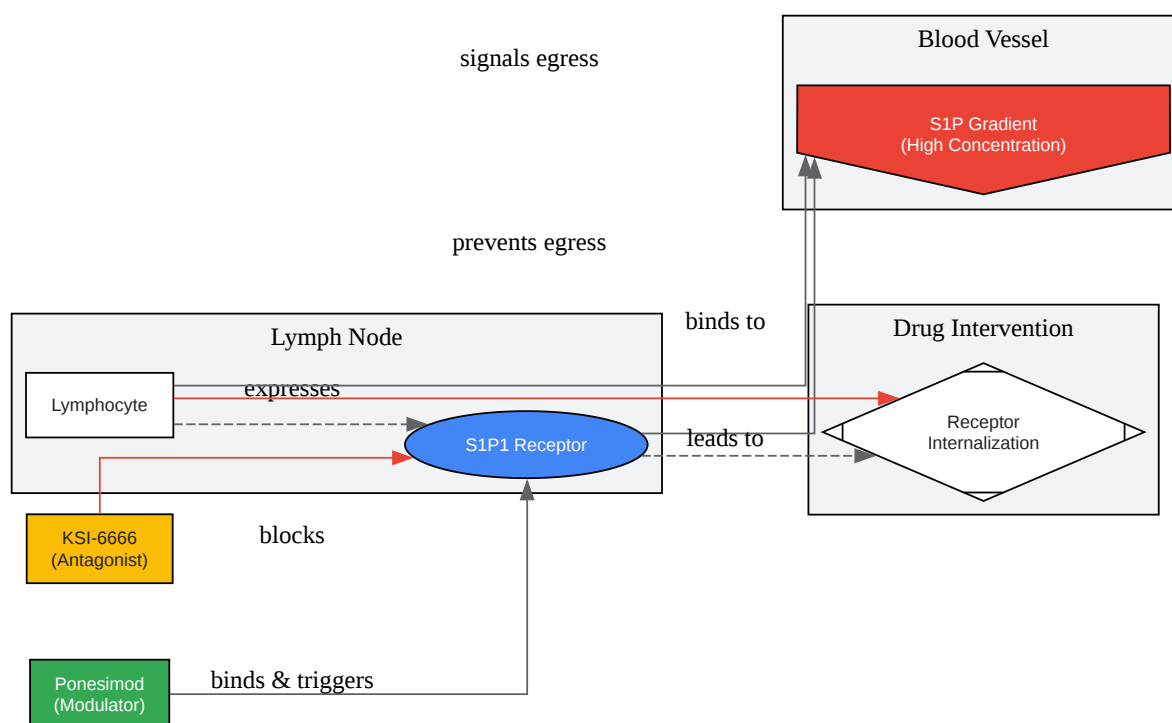 signals egress
Blood Vessel
S1P Gradient
(High Concentration)
prevents egress
binds to
Lymph Node
Drug Intervention
Lymphocyte
expresses
S1P1 Receptor
leads to
Receptor
Internalization
KSI-6666
(Antagonist)
blocks
Ponesimod
(Modulator)
binds & triggers